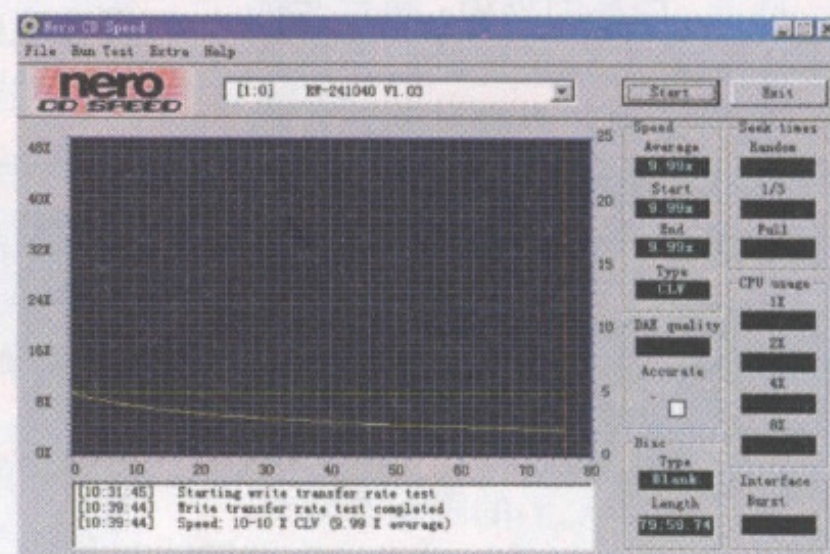 Nero CD Speed
File Run Test Extra Help
nero
CD SPEED
[1:0] RW-241040 V1.03
Start
Exit
48X
40X
32X
24X
16X
8X
0X
25
20
15
10
5
0
0 10 20 30 40 50 60 70 80
Speed
Average
9.99x
Start
9.99x
End
9.99x
Type
CLV
DAE quality
Accurate
Disc
Type
Blank
Length
79:59.74
Seek times
Random
1/3
Full
CPU usage
1X
2X
4X
8X
Interface
Burst
[10:31:45] Starting write transfer rate test
[10:39:44] Write transfer rate test completed
[10:39:44] Speed: 10-10 X CLV (9.99 X average)